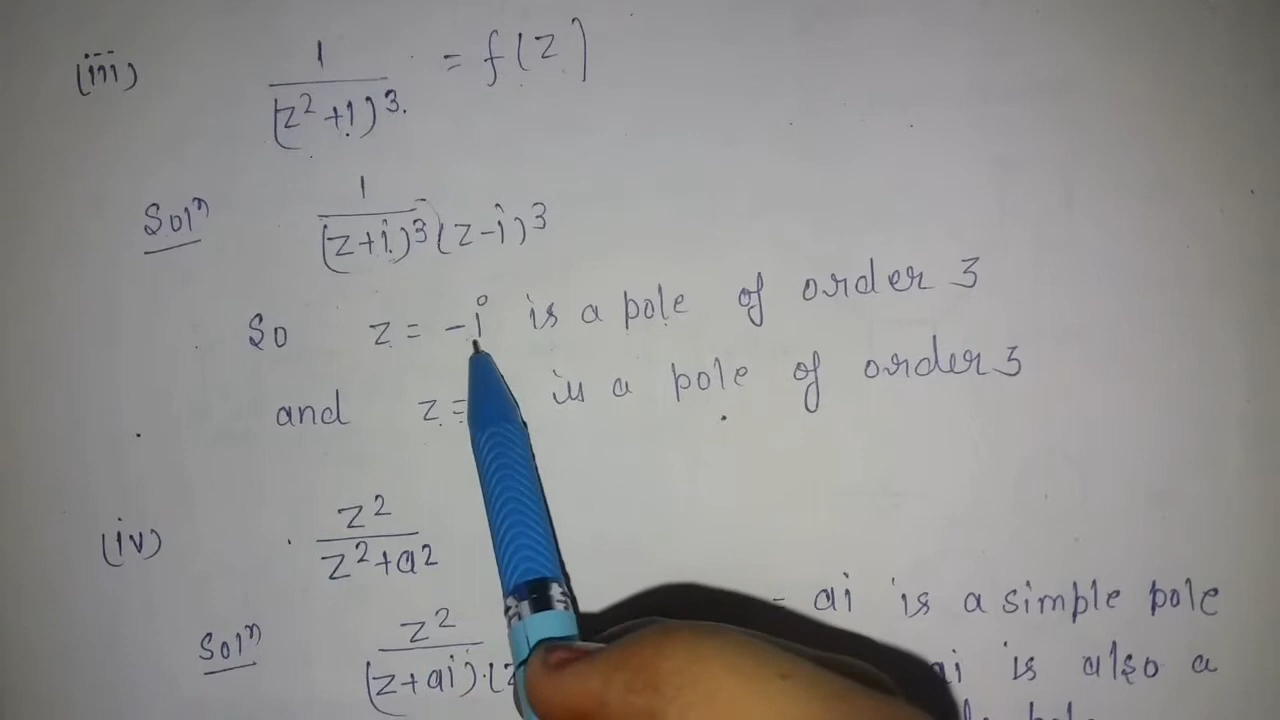 (iii) 1/(z²+1)³ = f(z)
Solⁿ 1/(z+i)³(z-i)³
So z = -i is a pole of order 3
and z = is a pole of order 3
(iv) z²/z²+a²
Solⁿ z²/(z+ai).(z
- ai is a simple pole
ai is also a